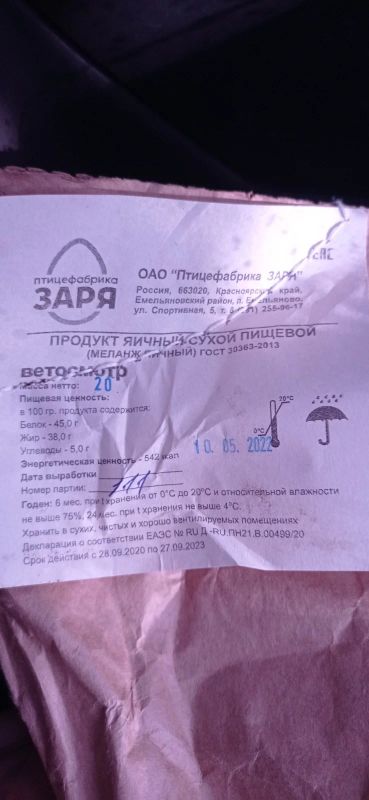 птицефабрика
ЗАРЯ
EAC
ОАО "Птицефабрика ЗАРЯ"
Россия, 663020, Красноярский край,
Емельяновский район, п. Емельяново,
ул. Спортивная, 5, т.
ПРОДУКТ ЯИЧНЫЙ СУХОЙ ПИЩЕВОЙ
(МЕЛАНЖ ЯИЧНЫЙ) ГОСТ 30363-2013
ветосмотр
Масса нетто: 20
Пищевая ценность:
в 100 гр. продукта содержится:
Белок - 45,0 г
Жир - 38,0 г
Углеводы - 5,0 г
20°C
0°C
Энергетическая ценность - 542 ккал
10.05.2022
Дата выработки
Номер партии: 111
Годен: 6 мес. при t хранения от 0°C до 20°C и относительной влажности
не выше 75%, 24 мес. при t хранения не выше 4°C.
Хранить в сухих, чистых и хорошо вентилируемых помещениях
Декларация о соответствии ЕАЭС № RU Д-RU.ПН21.В.00499/20
Срок действия с 28.09.2020 по 27.09.2023